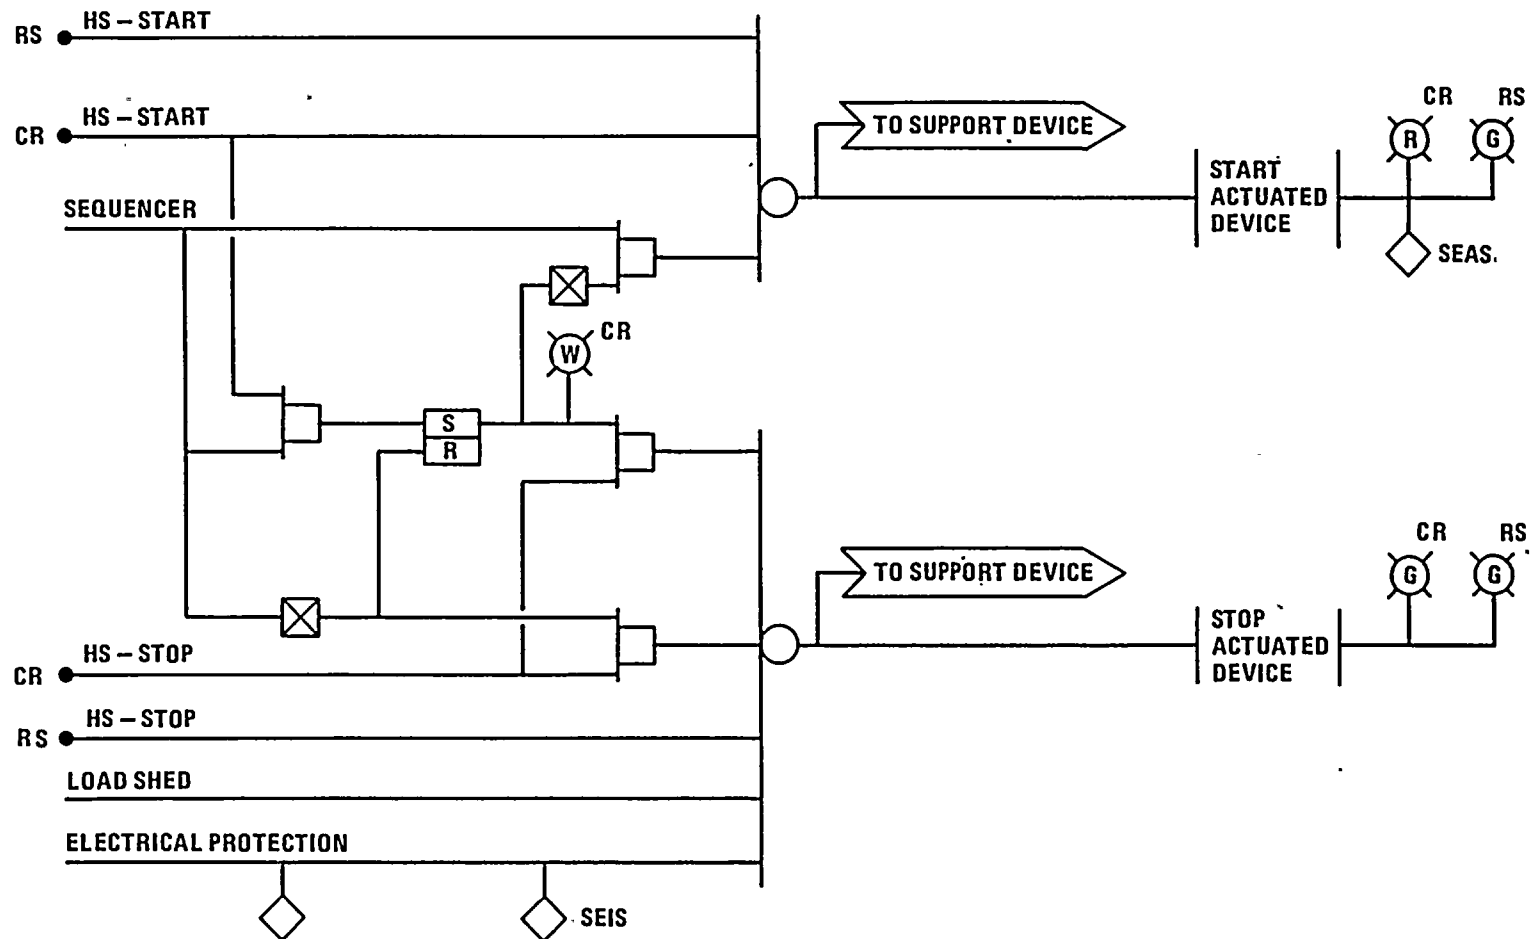 HS – START
RS
HS – START
CR
TO SUPPORT DEVICE
CR RS
R G
START
ACTUATED
DEVICE
SEAS.
SEQUENCER
CR
W
S
R
CR RS
G G
TO SUPPORT DEVICE
STOP
ACTUATED
DEVICE
HS – STOP
CR
HS – STOP
RS
LOAD SHED
ELECTRICAL PROTECTION
SEIS